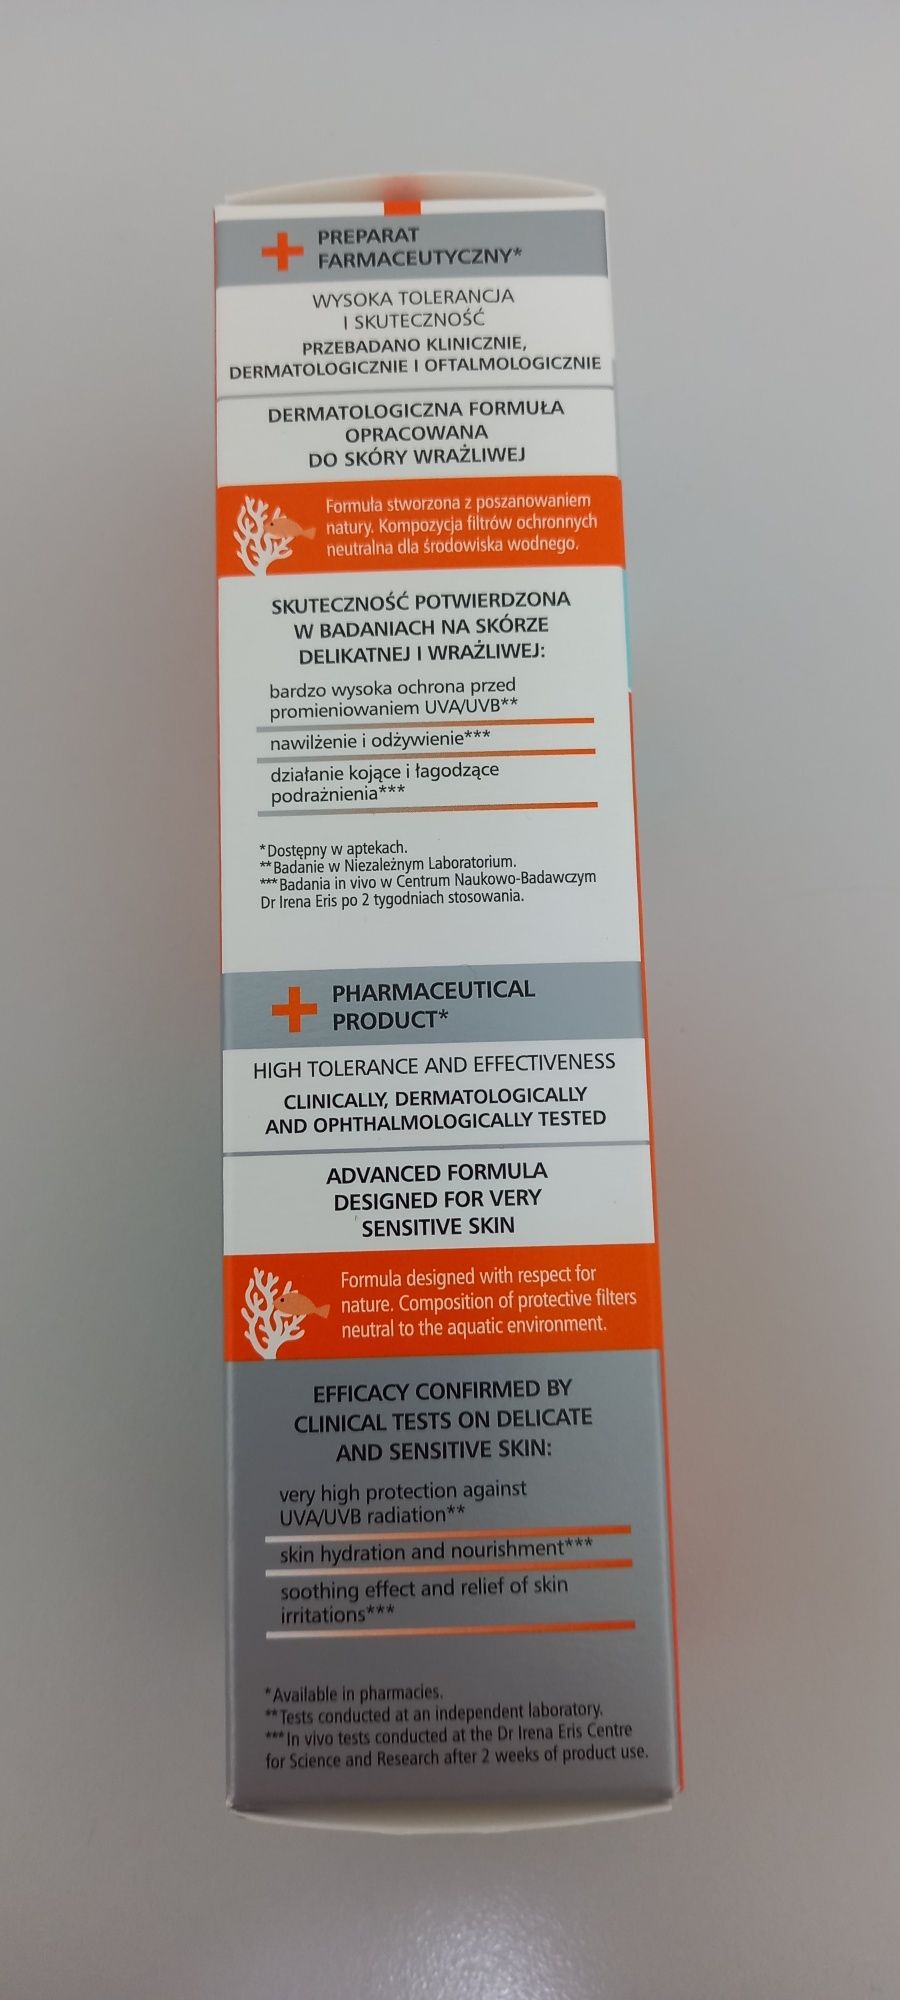 PREPARAT
FARMACEUTYCZNY*
WYSOKA TOLERANCJA
I SKUTECZNOŚĆ
PRZEBADANO KLINICZNIE,
DERMATOLOGICZNIE I OFTALMOLOGICZNIE
DERMATOLOGICZNA FORMUŁA
OPRACOWANA
DO SKÓRY WRAŻLIWEJ
Formuła stworzona z poszanowaniem
natury. Kompozycja filtrów ochronnych
neutralna dla środowiska wodnego.
SKUTECZNOŚĆ POTWIERDZONA
W BADANIACH NA SKÓRZE
DELIKATNEJ I WRAŻLIWEJ:
bardzo wysoka ochrona przed
promieniowaniem UVA/UVB**
nawilżenie i odżywienie***
działanie kojące i łagodzące
podrażnienia***
*Dostępny w aptekach.
**Badanie w Niezależnym Laboratorium.
***Badania in vivo w Centrum Naukowo-Badawczym
Dr Irena Eris po 2 tygodniach stosowania.
PHARMACEUTICAL
PRODUCT*
HIGH TOLERANCE AND EFFECTIVENESS
CLINICALLY, DERMATOLOGICALLY
AND OPHTHALMOLOGICALLY TESTED
ADVANCED FORMULA
DESIGNED FOR VERY
SENSITIVE SKIN
Formula designed with respect for
nature. Composition of protective filters
neutral to the aquatic environment.
EFFICACY CONFIRMED BY
CLINICAL TESTS ON DELICATE
AND SENSITIVE SKIN:
very high protection against
UVA/UVB radiation**
skin hydration and nourishment***
soothing effect and relief of skin
irritations***
*Available in pharmacies.
**Tests conducted at an independent laboratory.
***In vivo tests conducted at the Dr Irena Eris Centre
for Science and Research after 2 weeks of product use.